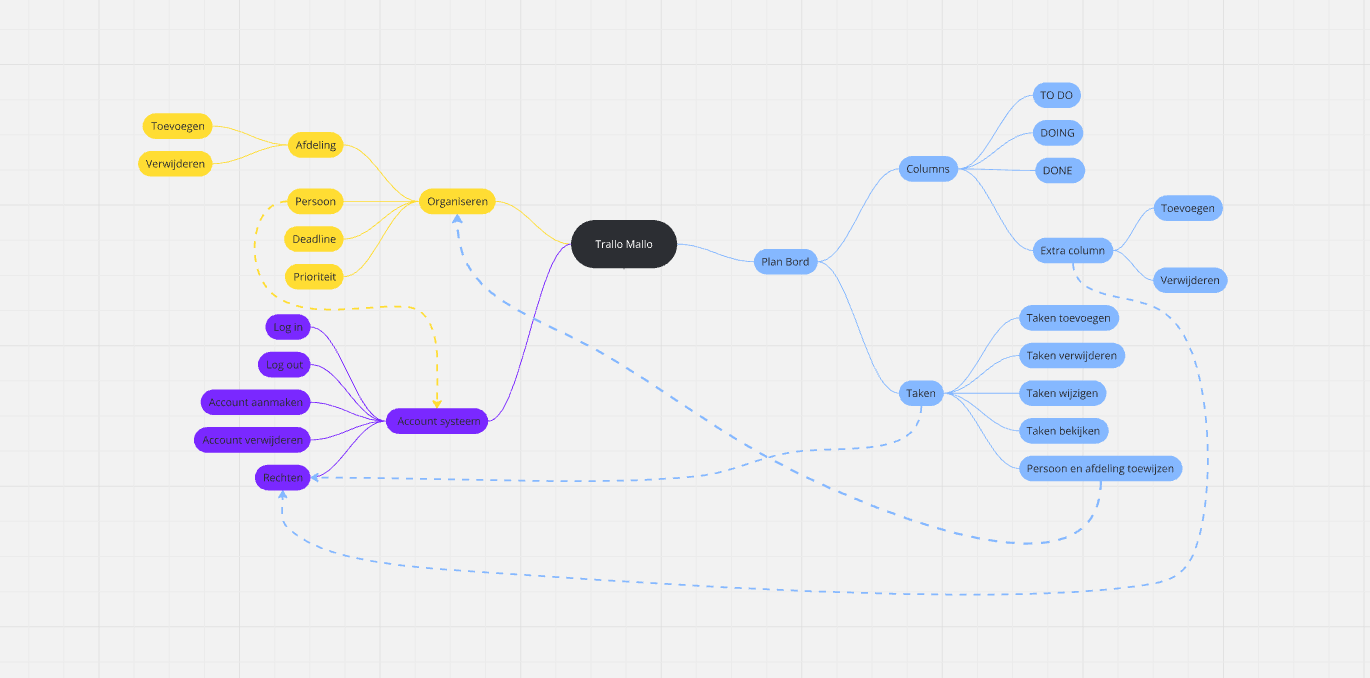 Trallo Mallo
Organiseren
Afdeling
Toevoegen
Verwijderen
Persoon
Deadline
Prioriteit
Account systeem
Log in
Log out
Account aanmaken
Account verwijderen
Rechten
Plan Bord
Columns
TO DO
DOING
DONE
Extra column
Toevoegen
Verwijderen
Taken
Taken toevoegen
Taken verwijderen
Taken wijzigen
Taken bekijken
Persoon en afdeling toewijzen